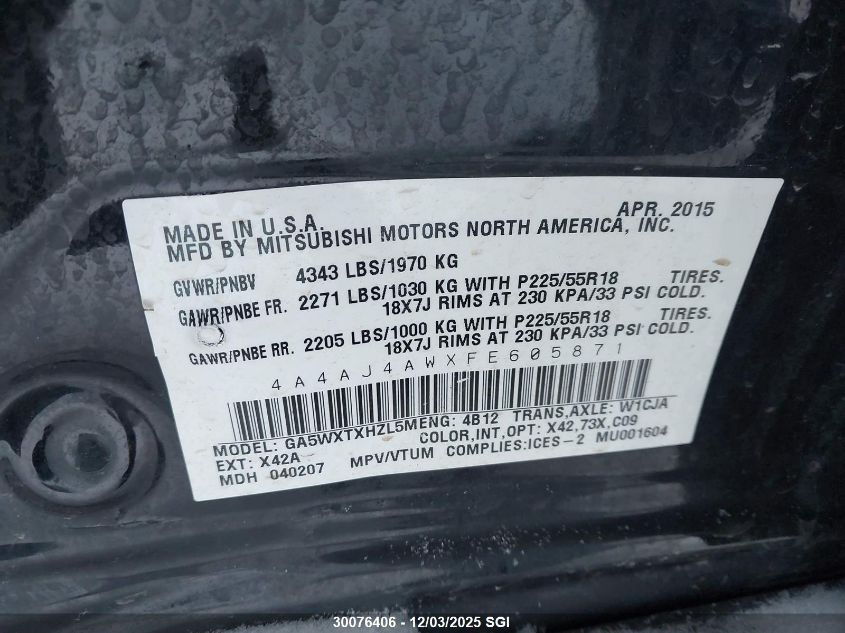 APR. 2015
MADE IN U.S.A.
MFD BY MITSUBISHI MOTORS NORTH AMERICA, INC.
GVWR/PNBV 4343 LBS/1970 KG
GAWR/PNBE FR. 2271 LBS/1030 KG WITH P225/55R18 TIRES.
18X7J RIMS AT 230 KPA/33 PSI COLD.
GAWR/PNBE RR. 2205 LBS/1000 KG WITH P225/55R18 TIRES.
18X7J RIMS AT 230 KPA/33 PSI COLD.
4A4AJ4AWXFE605871
MODEL: GA5WXTXHZL5MENG: 4B12 TRANS,AXLE: W1CJA
EXT: X42A COLOR,INT,OPT: X42,73X,C09
MDH 040207 MPV/VTUM COMPLIES:ICES-2 MU001604
30076406 - 12/03/2025 SGI